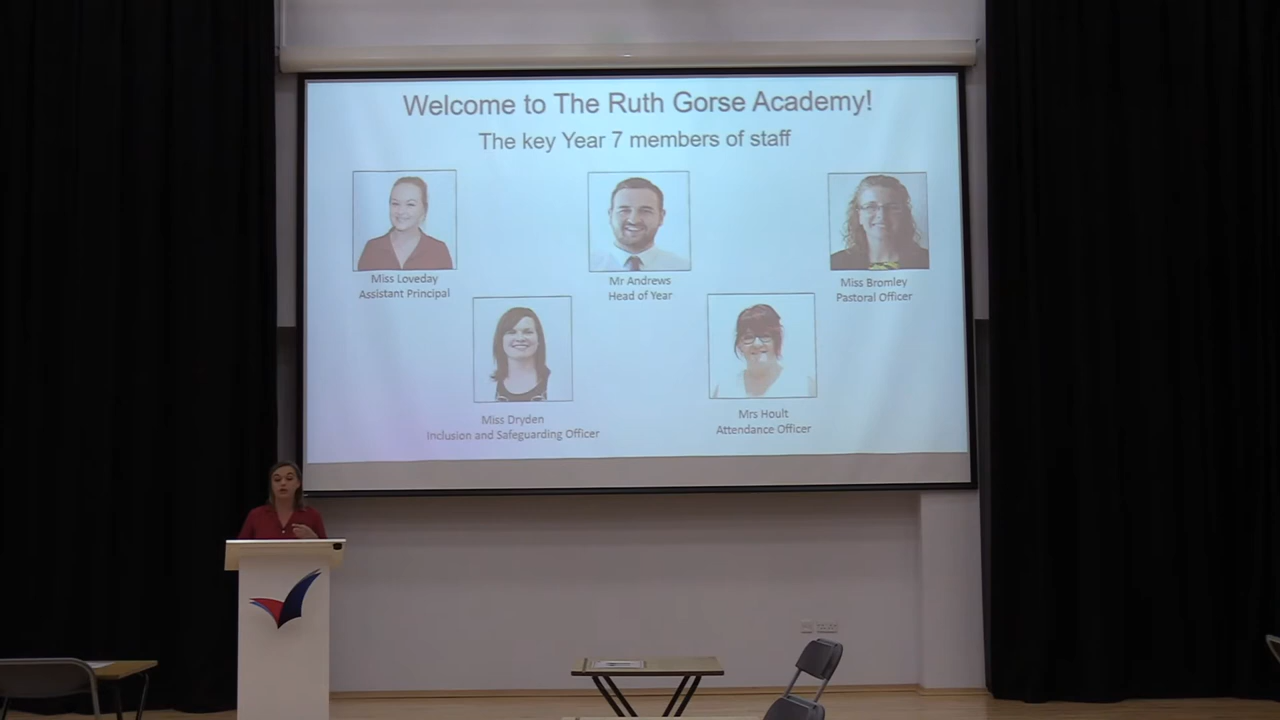 Welcome to The Ruth Gorse Academy!
The key Year 7 members of staff
Miss Loveday
Assistant Principal
Mr Andrews
Head of Year
Miss Bromley
Pastoral Officer
Miss Dryden
Inclusion and Safeguarding Officer
Mrs Hoult
Attendance Officer